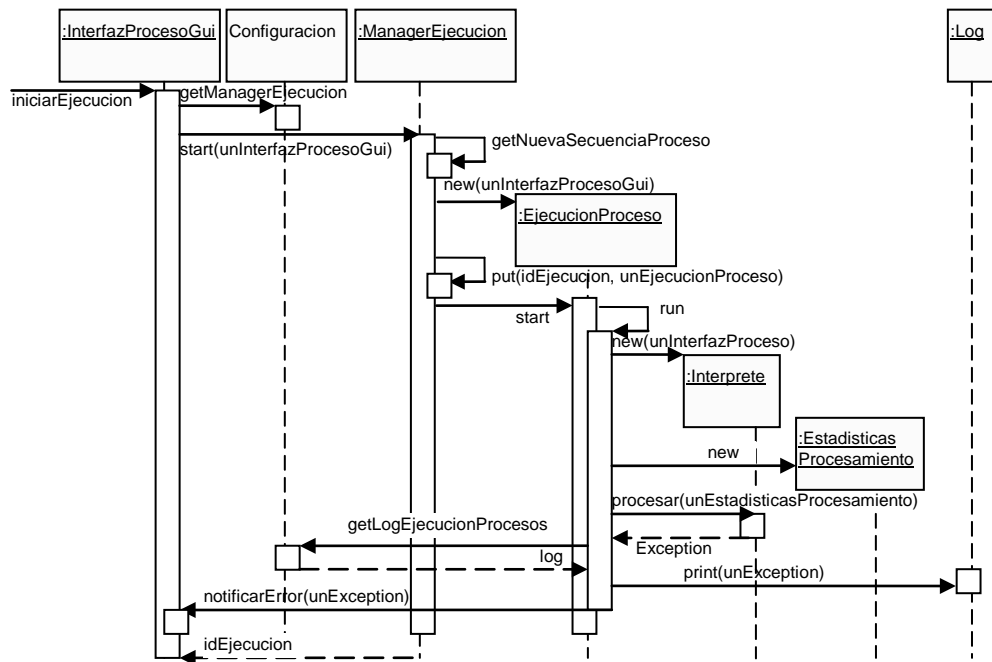 :InterfazProcesoGui
Configuracion
:ManagerEjecucion
:Log
iniciarEjecucion
getManagerEjecucion
start(unInterfazProcesoGui)
getNuevaSecuenciaProceso
new(unInterfazProcesoGui)
:EjecucionProceso
put(idEjecucion, unEjecucionProceso)
start
run
new(unInterfazProceso)
:Interprete
:Estadisticas
Procesamiento
new
procesar(unEstadisticasProcesamiento)
getLogEjecucionProcesos
Exception
log
print(unException)
notificarError(unException)
idEjecucion